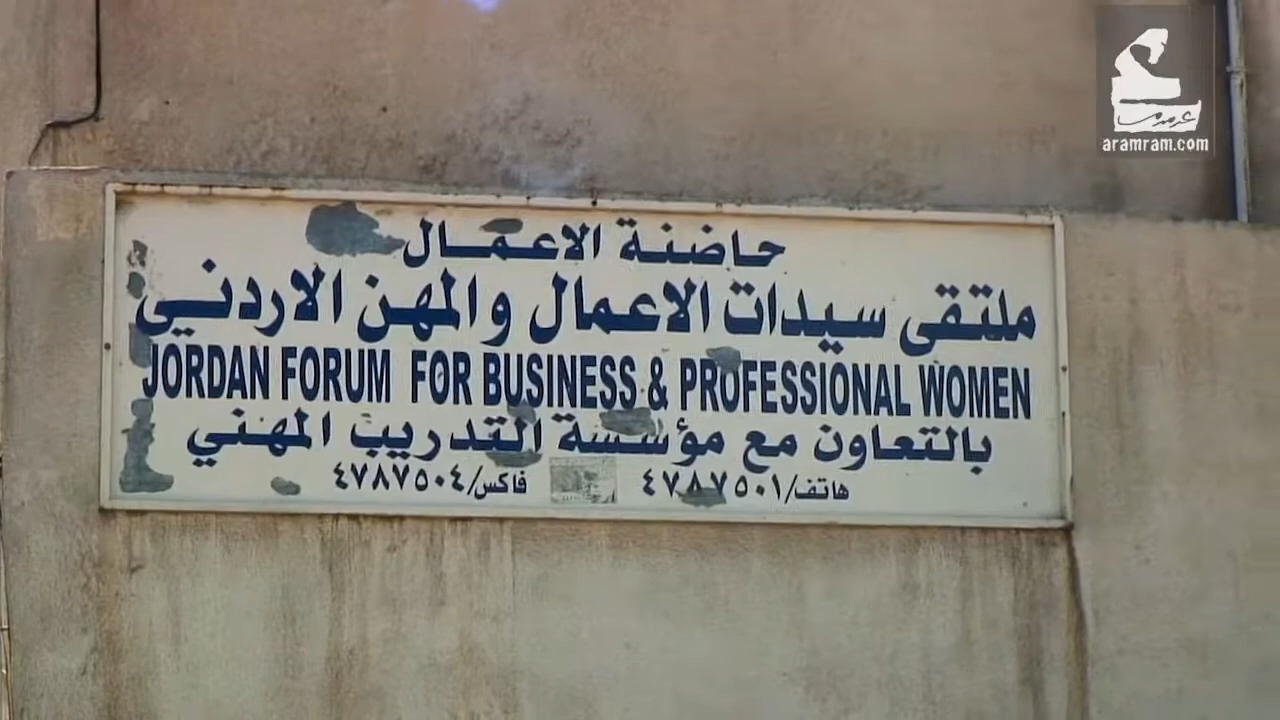 عرمرم
aramram.com
حاضنة الاعمال
ملتقى سيدات الاعمال والمهن الاردني
JORDAN FORUM FOR BUSINESS & PROFESSIONAL WOMEN
بالتعاون مع مؤسسة التدريب المهني
هاتف/٤٧٨٧٥٠١ فاكس/٤٧٨٧٥٠٤